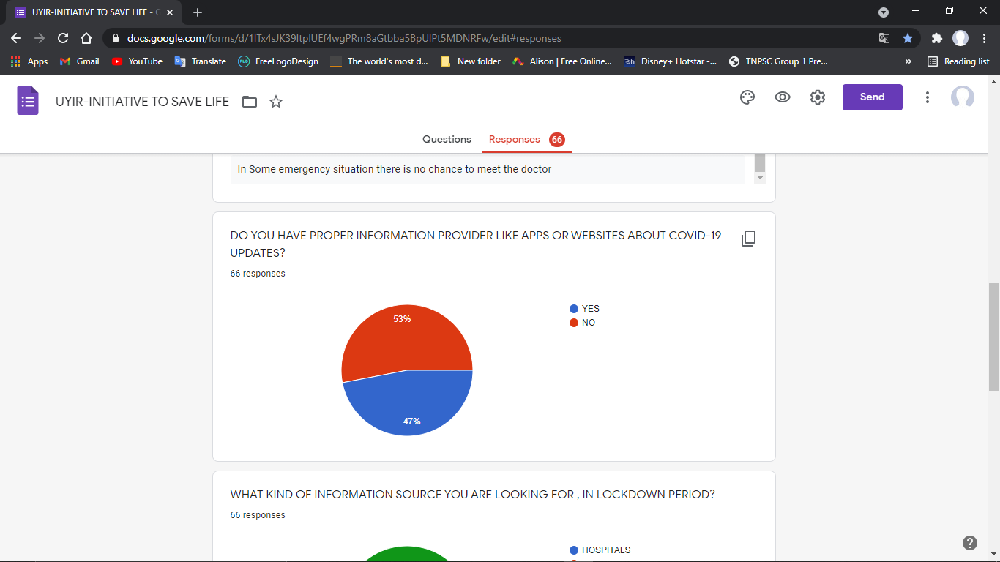 UYIR-INITIATIVE TO SAVE LIFE - G
docs.google.com/forms/d/1ITx4sJK39ItpIUEf4wgPRm8aGtbba5BpUIPt5MDNRFw/edit#responses
Apps Gmail YouTube Translate FLD FreeLogoDesign The world's most d... New folder Alison | Free Online... Disney+ Hotstar -... TNPSC Group 1 Pre... » Reading list
UYIR-INITIATIVE TO SAVE LIFE
Send
Questions Responses 66
In Some emergency situation there is no chance to meet the doctor
DO YOU HAVE PROPER INFORMATION PROVIDER LIKE APPS OR WEBSITES ABOUT COVID-19
UPDATES?
66 responses
YES
NO
53%
47%
WHAT KIND OF INFORMATION SOURCE YOU ARE LOOKING FOR , IN LOCKDOWN PERIOD?
66 responses
HOSPITALS